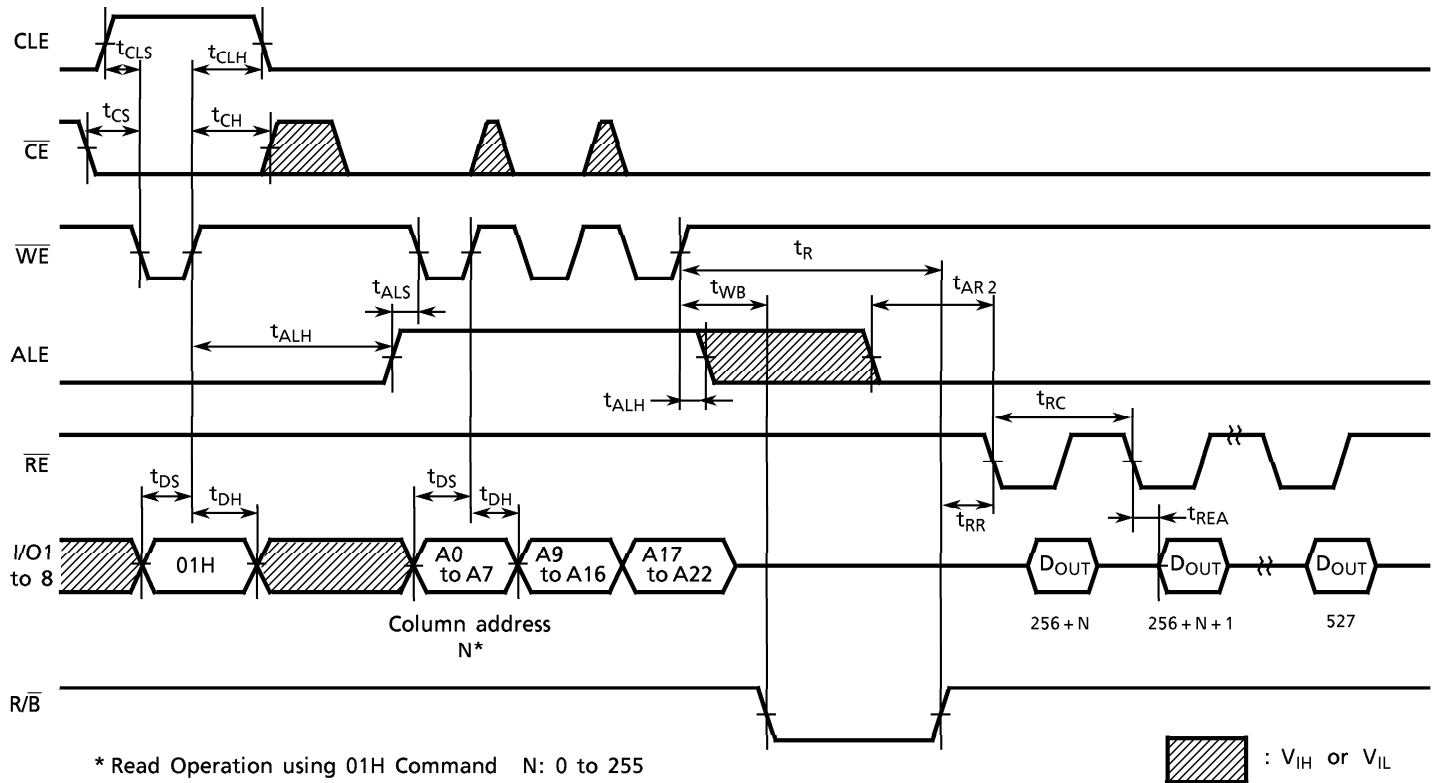 CLE
tCLS
tCLH
CE
tCS
tCH
WE
tR
tALS
tWB
tAR2
ALE
tALH
tALH
tRC
RE
tDS
tDH
tDS
tDH
tRR
tREA
I/O1
to 8
01H
A0
to A7
A9
to A16
A17
to A22
DOUT
DOUT
DOUT
Column address
N*
256 + N
256 + N + 1
527
R/B
* Read Operation using 01H Command N: 0 to 255
: VIH or VIL